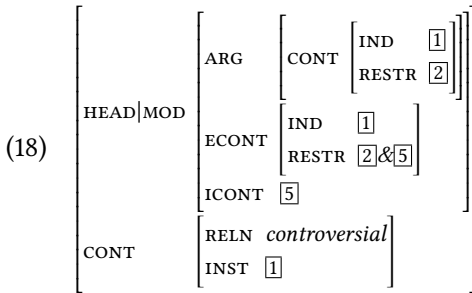 ARG CONT IND 1
RESTR 2
HEAD|MOD
ECONT IND 1
RESTR 2&5
(18)
ICONT 5
CONT RELN controversial
INST 1